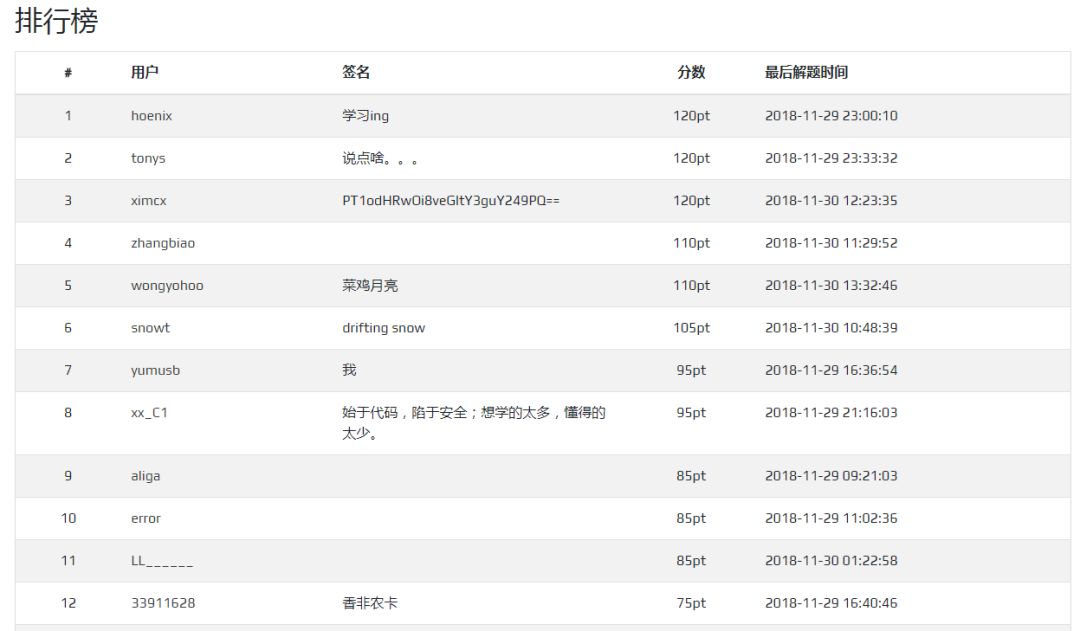 排行榜
# 用户 签名 分数 最后解题时间
1 hoenix 学习ing 120pt 2018-11-29 23:00:10
2 tonys 说点啥。。。 120pt 2018-11-29 23:33:32
3 ximcx PT1odHRwOi8veGltY3guY249PQ== 120pt 2018-11-30 12:23:35
4 zhangbiao 110pt 2018-11-30 11:29:52
5 wongyohoo 菜鸡月亮 110pt 2018-11-30 13:32:46
6 snowt drifting snow 105pt 2018-11-30 10:48:39
7 yumusb 我 95pt 2018-11-29 16:36:54
8 xx_C1 始于代码，陷于安全；想学的太多，懂得的 95pt 2018-11-29 21:16:03
太少。
9 aliga 85pt 2018-11-29 09:21:03
10 error 85pt 2018-11-29 11:02:36
11 LL______ 85pt 2018-11-30 01:22:58
12 33911628 香非农卡 75pt 2018-11-29 16:40:46